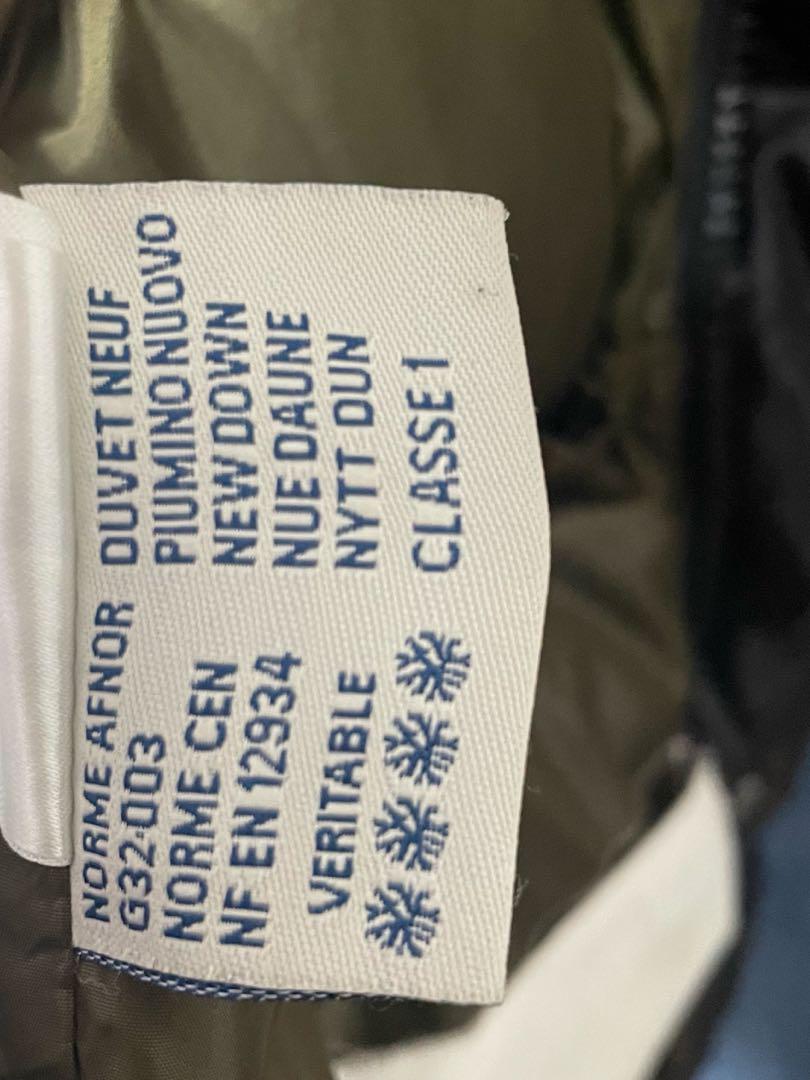 NORME AFNOR
G32-003
NORME CEN
NF EN 12934
VERITABLE
DUVET NEUF
PIUMINO NUOVO
NEW DOWN
NUE DAUNE
NYTT DUN
CLASSE 1